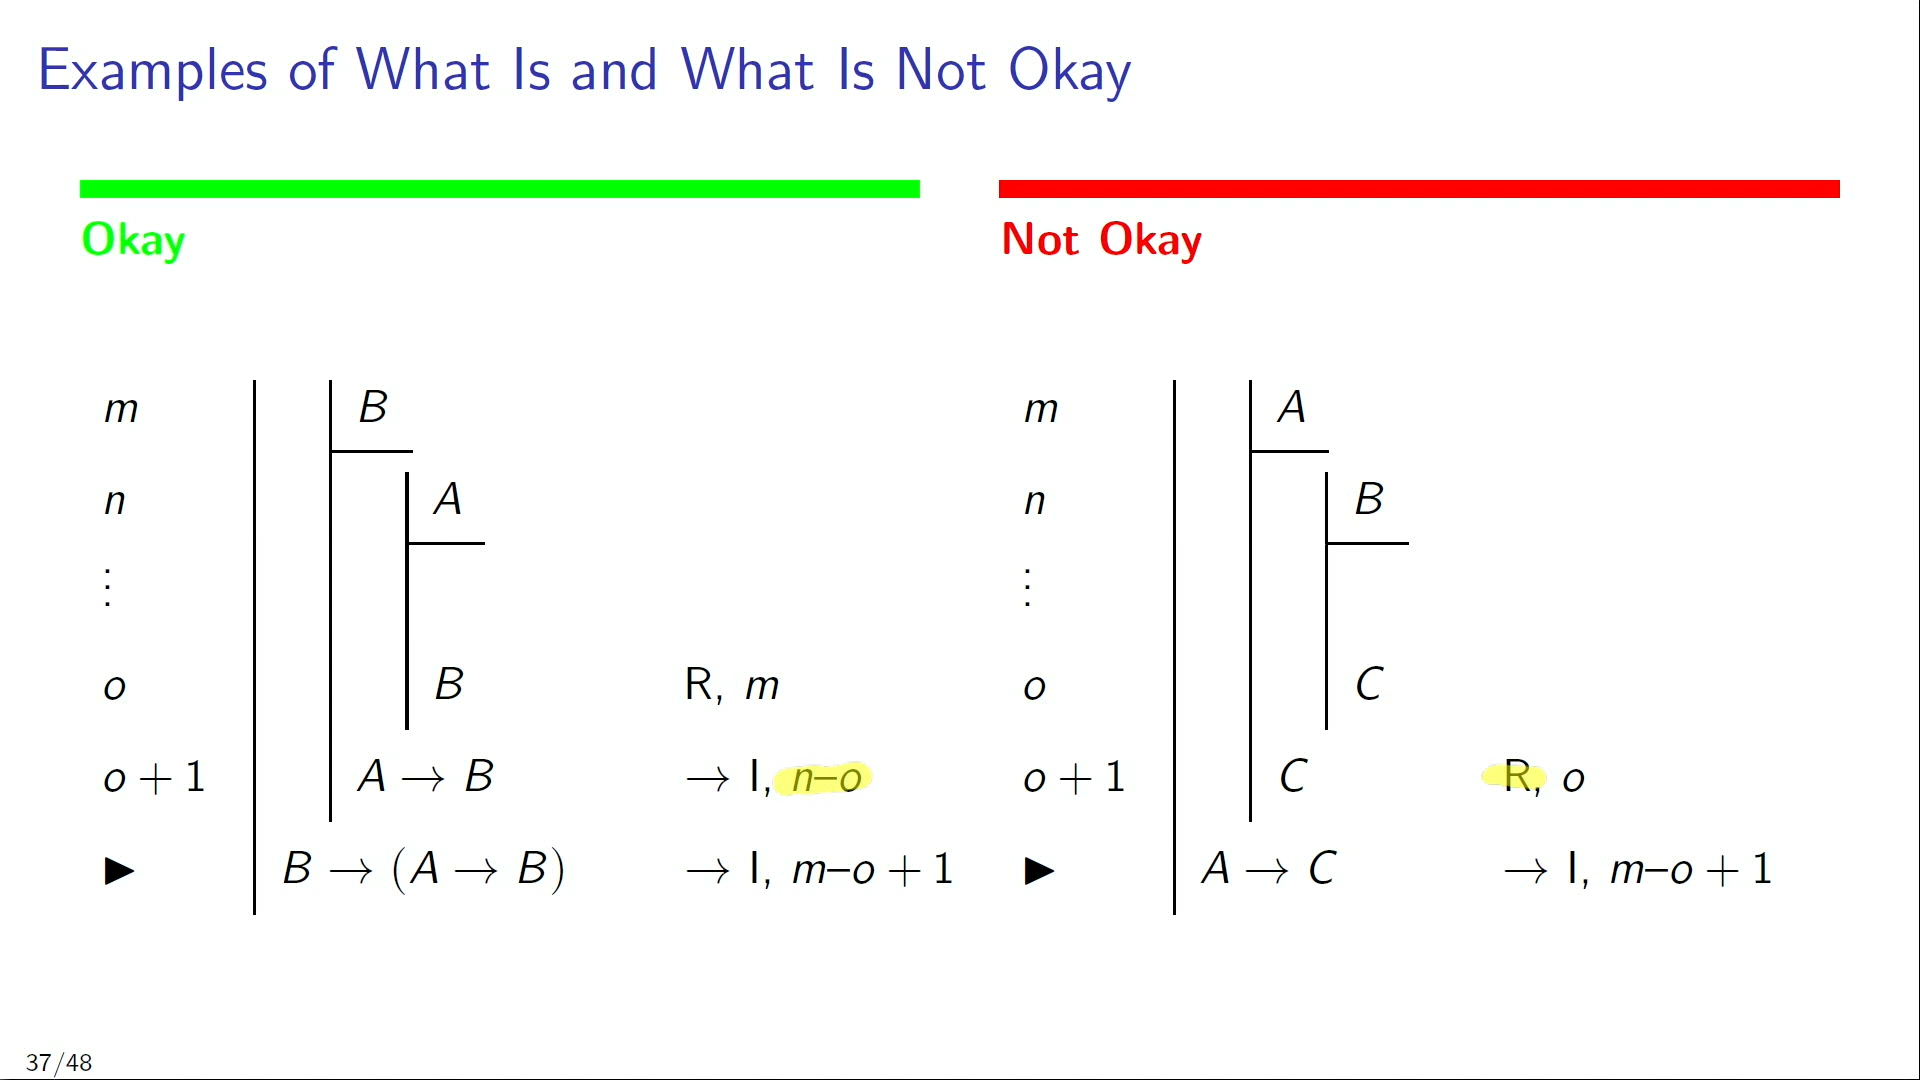 Examples of What Is and What Is Not Okay
Okay
m B
n A
⋮
o B R, m
o + 1 A → B → I, n–o
▶ B → (A → B) → I, m–o + 1
Not Okay
m A
n B
⋮
o C
o + 1 C R, o
▶ A → C → I, m–o + 1
37/48